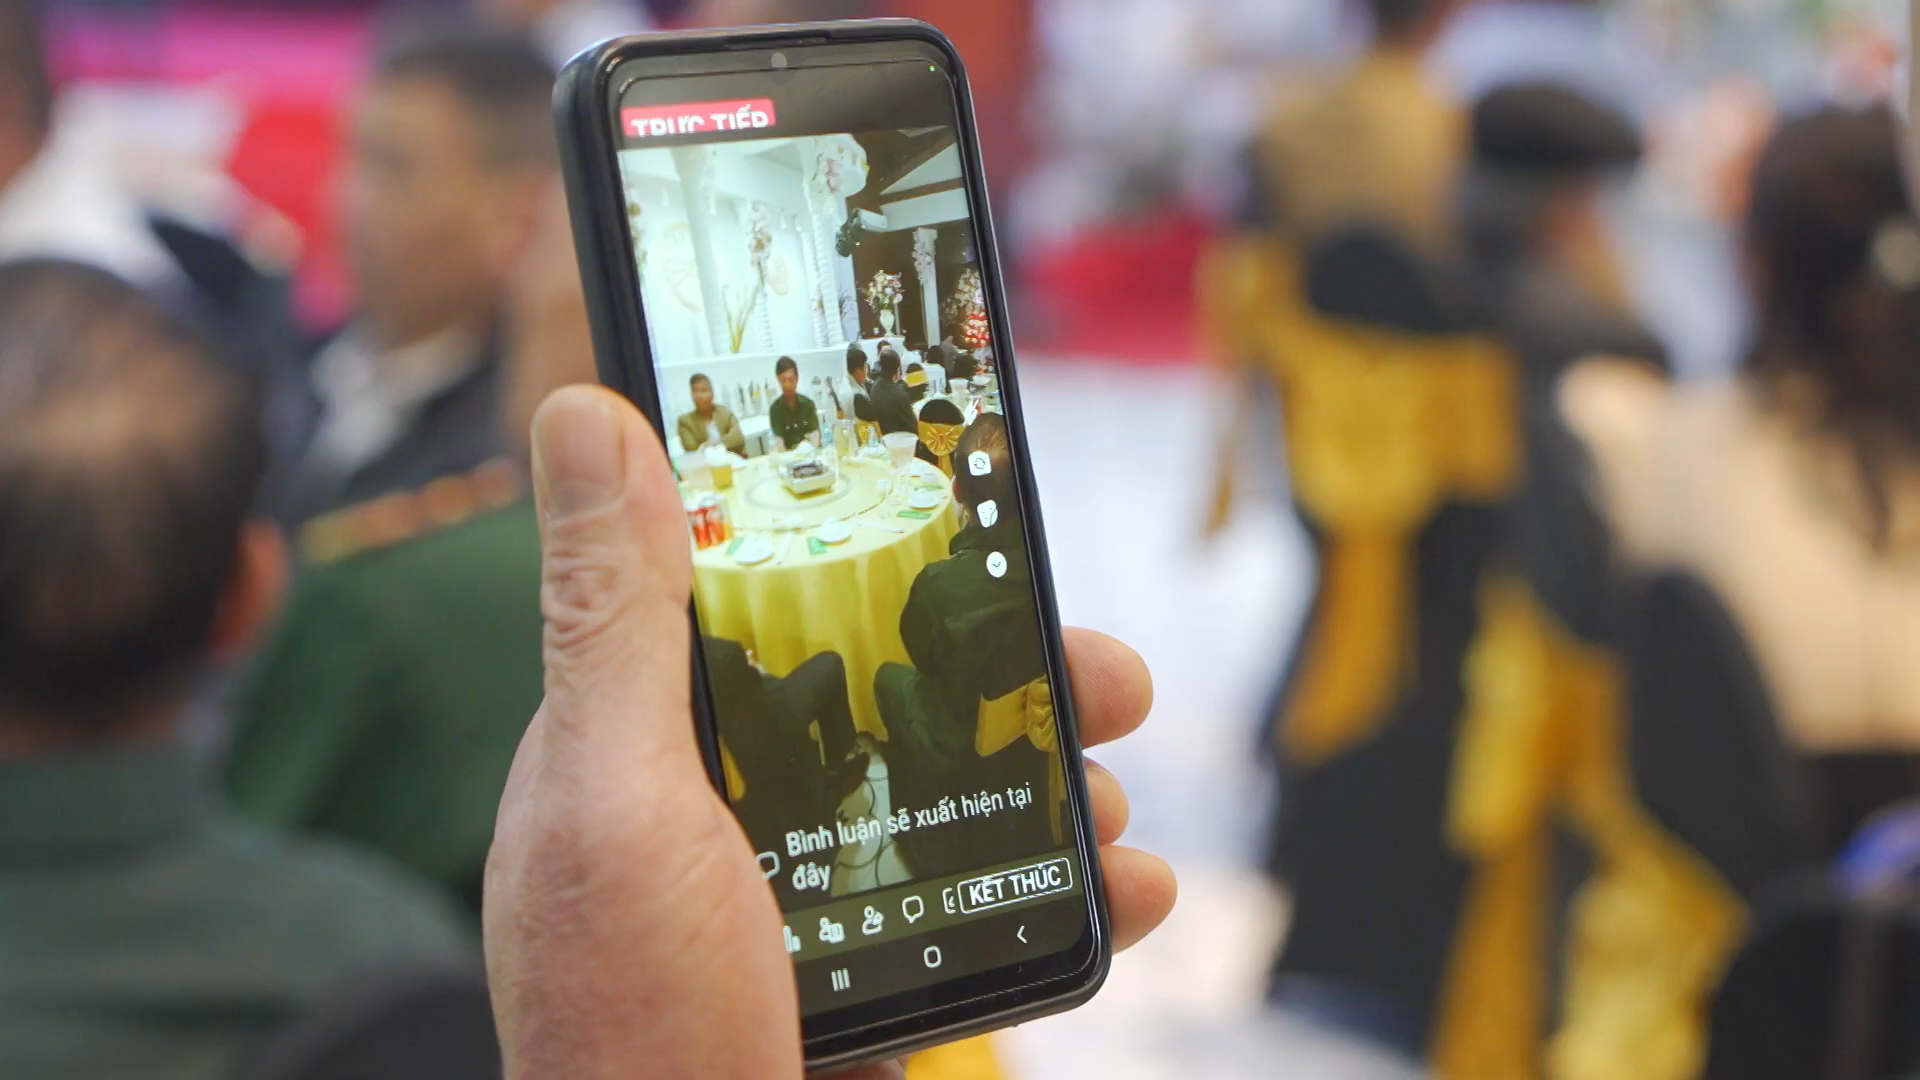 TRỰC TIẾP
Bình luận sẽ xuất hiện tại
đây
KẾT THÚC